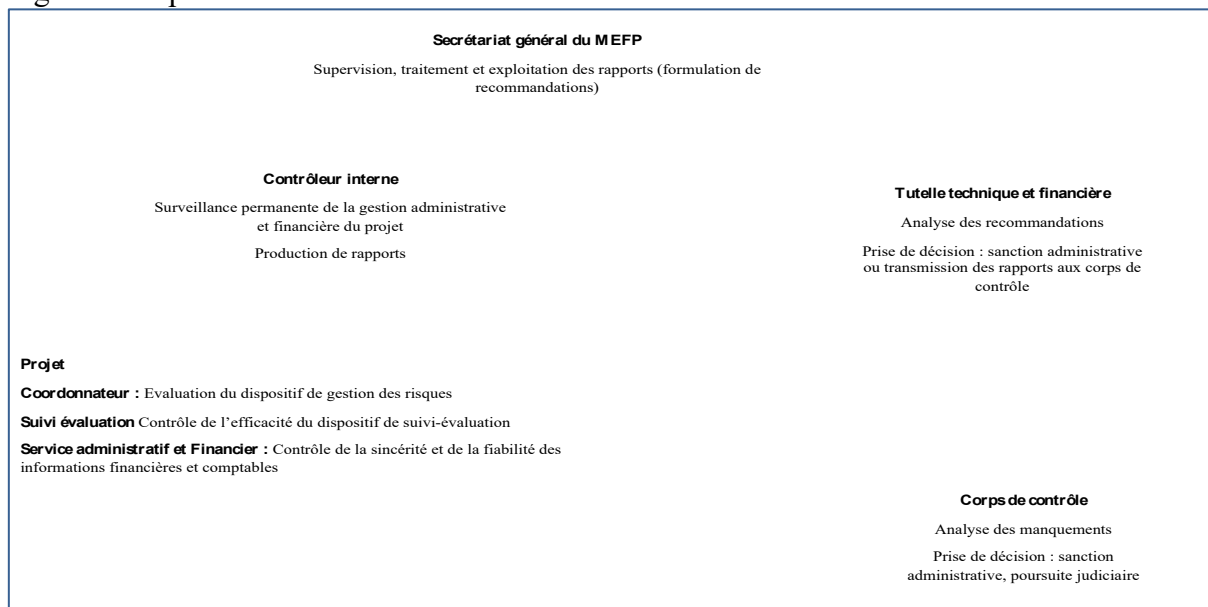 Secrétariat général du MEFP
Supervision, traitement et exploitation des rapports (formulation de
recommandations)
Contrôleur interne
Surveillance permanente de la gestion administrative
et financière du projet
Production de rapports
Tutelle technique et financière
Analyse des recommandations
Prise de décision : sanction administrative
ou transmission des rapports aux corps de
contrôle
Projet
Coordonnateur : Evaluation du dispositif de gestion des risques
Suivi évaluation Contrôle de l’efficacité du dispositif de suivi-évaluation
Service administratif et Financier : Contrôle de la sincérité et de la fiabilité des
informations financières et comptables
Corps de contrôle
Analyse des manquements
Prise de décision : sanction
administrative, poursuite judiciaire